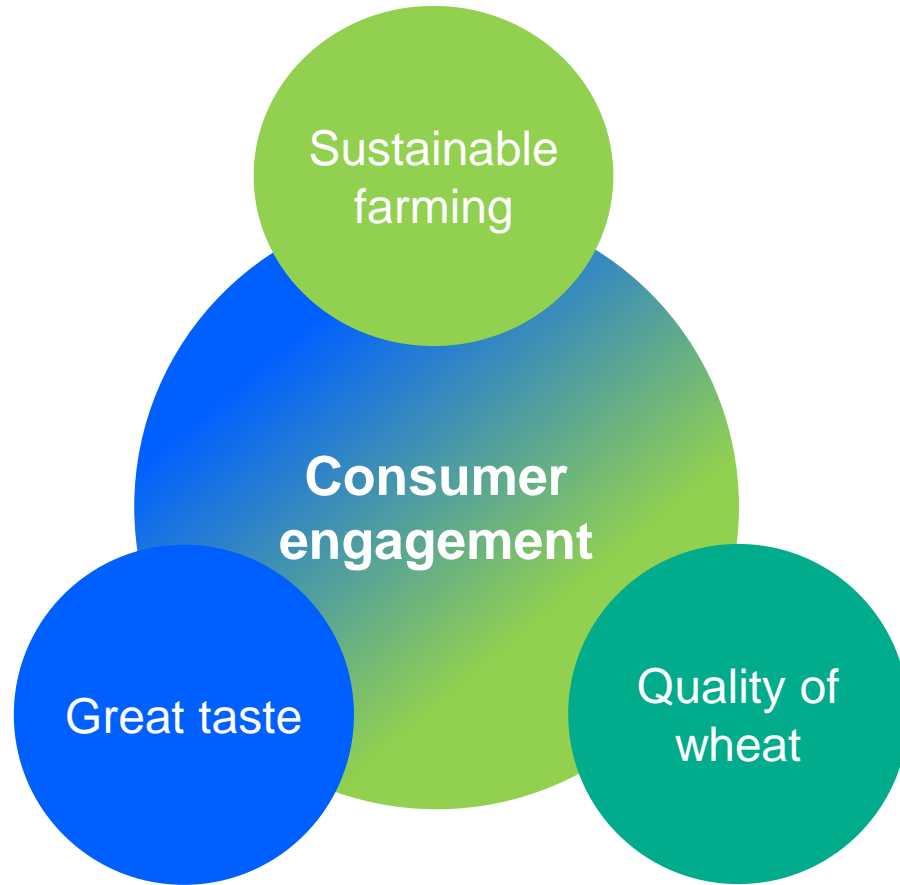 Sustainable
farming
Consumer
engagement
Great taste
Quality of
wheat